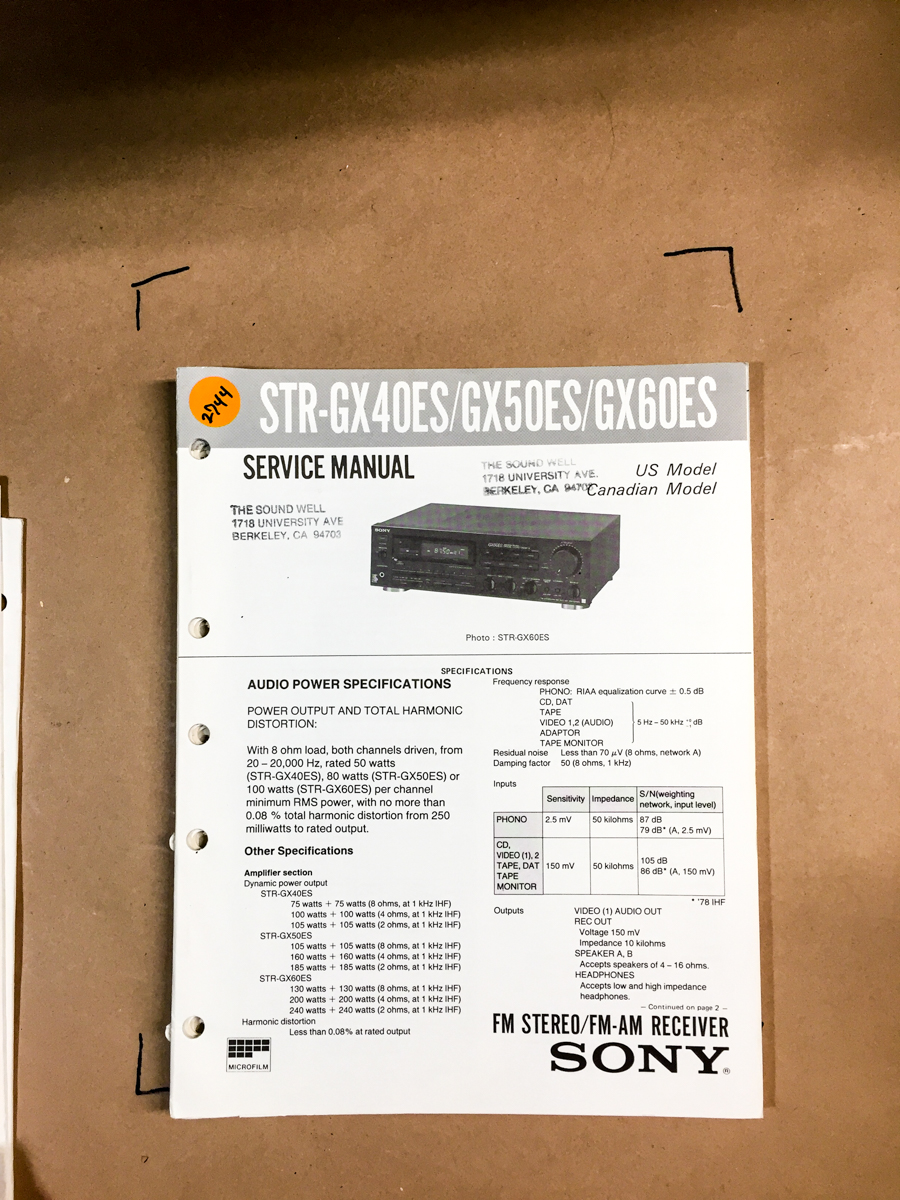 2744
STR-GX40ES/GX50ES/GX60ES
SERVICE MANUAL
THE SOUND WELL
1718 UNIVERSITY AVE.
BERKELEY, CA
US Model
Canadian Model
THE SOUND WELL
1718 UNIVERSITY AVE
BERKELEY, CA 94703
SONY
Photo : STR-GX60ES
SPECIFICATIONS
AUDIO POWER SPECIFICATIONS
POWER OUTPUT AND TOTAL HARMONIC
DISTORTION:
With 8 ohm load, both channels driven, from
20 – 20,000 Hz, rated 50 watts
(STR-GX40ES), 80 watts (STR-GX50ES) or
100 watts (STR-GX60ES) per channel
minimum RMS power, with no more than
0.08 % total harmonic distortion from 250
milliwatts to rated output.
Other Specifications
Amplifier section
Dynamic power output
STR-GX40ES
75 watts + 75 watts (8 ohms, at 1 kHz IHF)
100 watts + 100 watts (4 ohms, at 1 kHz IHF)
105 watts + 105 watts (2 ohms, at 1 kHz IHF)
STR-GX50ES
105 watts + 105 watts (8 ohms, at 1 kHz IHF)
160 watts + 160 watts (4 ohms, at 1 kHz IHF)
185 watts + 185 watts (2 ohms, at 1 kHz IHF)
STR-GX60ES
130 watts + 130 watts (8 ohms, at 1 kHz IHF)
200 watts + 200 watts (4 ohms, at 1 kHz IHF)
240 watts + 240 watts (2 ohms, at 1 kHz IHF)
Harmonic distortion
Less than 0.08% at rated output
MICROFILM
Frequency response
PHONO: RIAA equalization curve ± 0.5 dB
CD, DAT
TAPE
VIDEO 1,2 (AUDIO) 5 Hz – 50 kHz dB
ADAPTOR
TAPE MONITOR
Residual noise Less than 70 μV (8 ohms, network A)
Damping factor 50 (8 ohms, 1 kHz)
Inputs
Sensitivity Impedance S/N(weighting
network, input level)
PHONO 2.5 mV 50 kilohms 87 dB
79 dB* (A, 2.5 mV)
CD,
VIDEO (1), 2
TAPE, DAT 150 mV 50 kilohms 105 dB
TAPE 86 dB* (A, 150 mV)
MONITOR
* '78 IHF
Outputs VIDEO (1) AUDIO OUT
REC OUT
Voltage 150 mV
Impedance 10 kilohms
SPEAKER A, B
Accepts speakers of 4 – 16 ohms.
HEADPHONES
Accepts low and high impedance
headphones.
– Continued on page 2 –
FM STEREO/FM-AM RECEIVER
SONY®